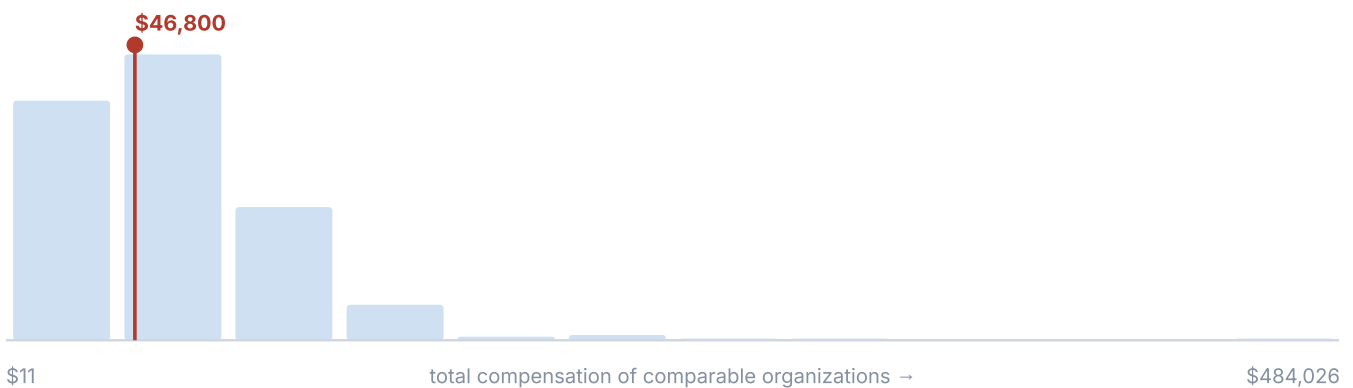 $46,800
$11 total compensation of comparable organizations → $484,026